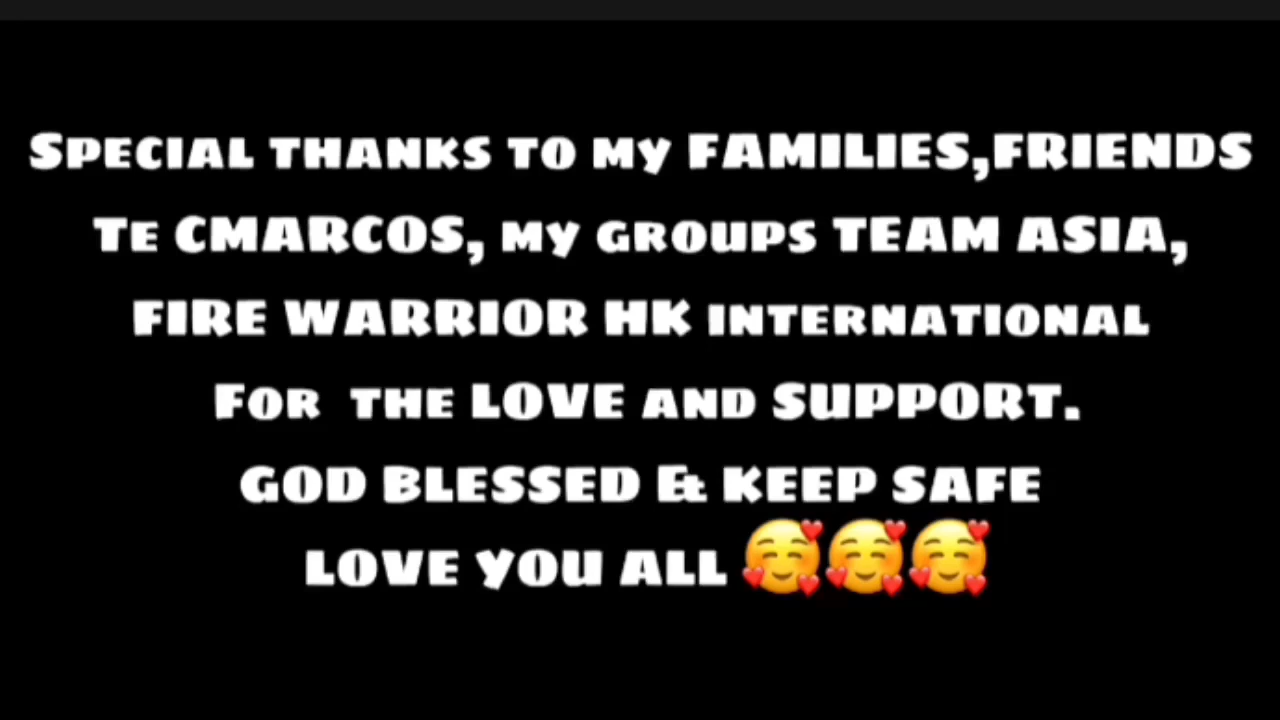 Special thanks to my FAMILIES,FRIENDS
Te CMARCOS, my groups TEAM ASIA,
FIRE WARRIOR HK international
For the LOVE and SUPPORT.
GOD BLESSED & KEEP SAFE
LOVE YOU ALL 🥰🥰🥰